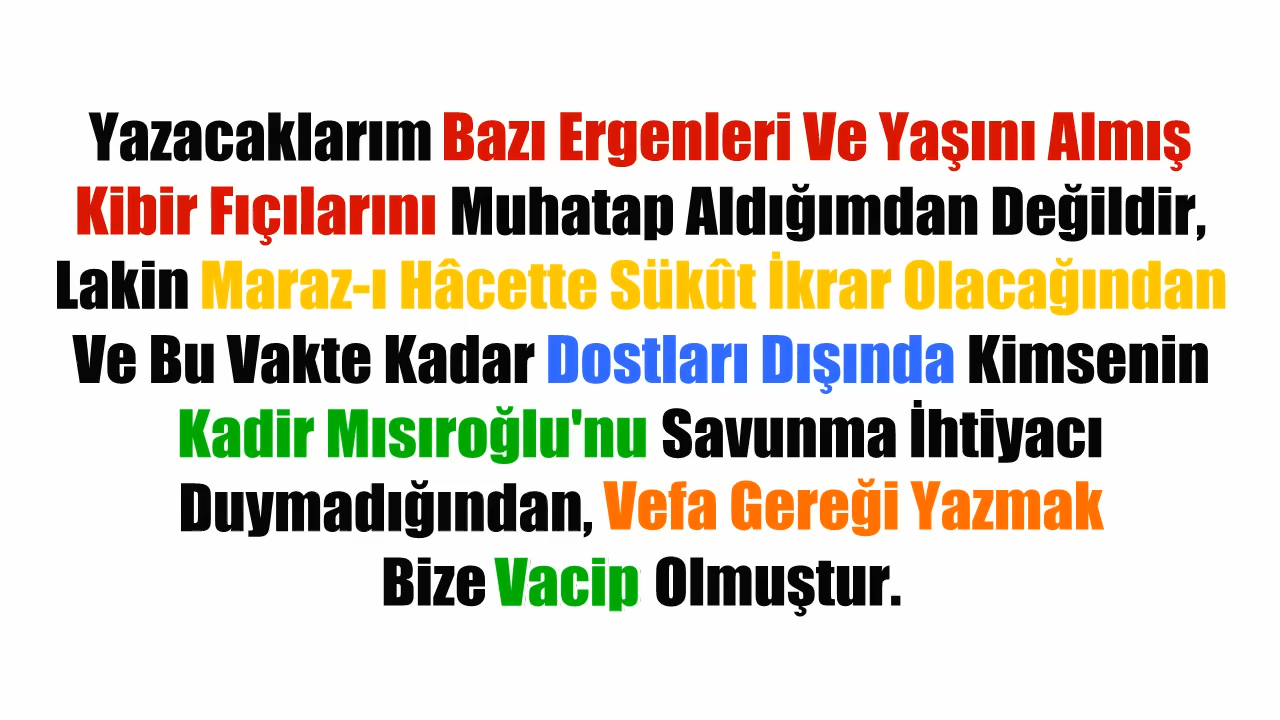 Yazacaklarım Bazı Ergenleri Ve Yaşını Almış
Kibir Fıçılarını Muhatap Aldığımdan Değildir,
Lakin Maraz-ı Hâcette Sükût İkrar Olacağından
Ve Bu Vakte Kadar Dostları Dışında Kimsenin
Kadir Mısıroğlu'nu Savunma İhtiyacı
Duymadığından, Vefa Gereği Yazmak
Bize Vacip Olmuştur.